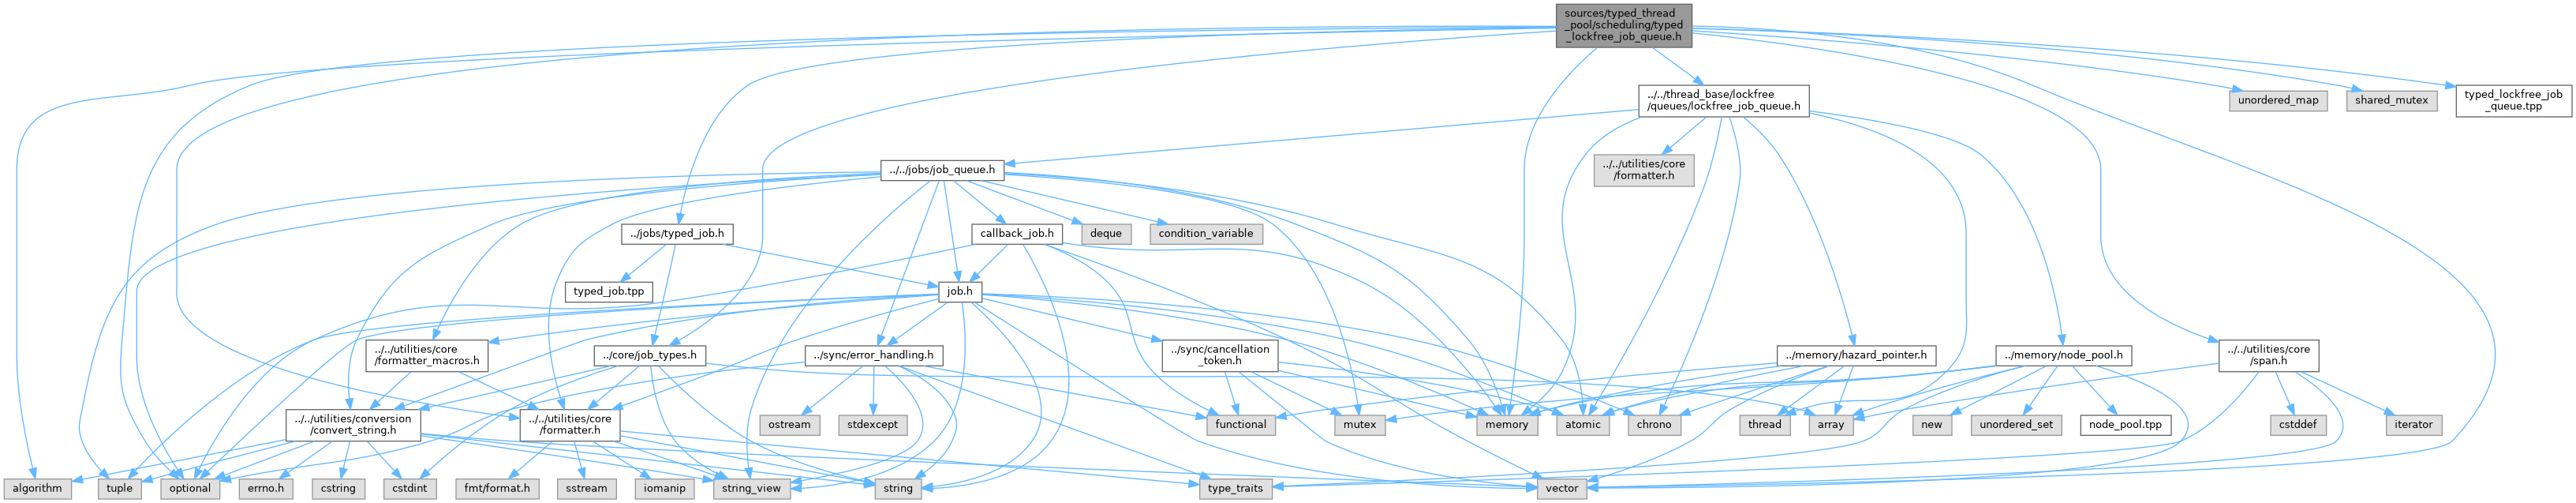 sources/typed_thread
_pool/scheduling/typed
_lockfree_job_queue.h
../../thread_base/lockfree
/queues/lockfree_job_queue.h
unordered_map
shared_mutex
typed_lockfree_job
_queue.tpp
../../jobs/job_queue.h
../../utilities/core
/formatter.h
../jobs/typed_job.h
callback_job.h
deque
condition_variable
typed_job.tpp
job.h
../../utilities/core
/formatter_macros.h
../core/job_types.h
../sync/error_handling.h
../sync/cancellation
_token.h
../memory/hazard_pointer.h
../memory/node_pool.h
../../utilities/core
/span.h
../../utilities/conversion
/convert_string.h
../../utilities/core
/formatter.h
ostream
stdexcept
functional
mutex
memory
atomic
chrono
thread
array
new
unordered_set
node_pool.tpp
cstddef
iterator
algorithm
tuple
optional
errno.h
cstring
cstdint
fmt/format.h
sstream
iomanip
string_view
string
type_traits
vector